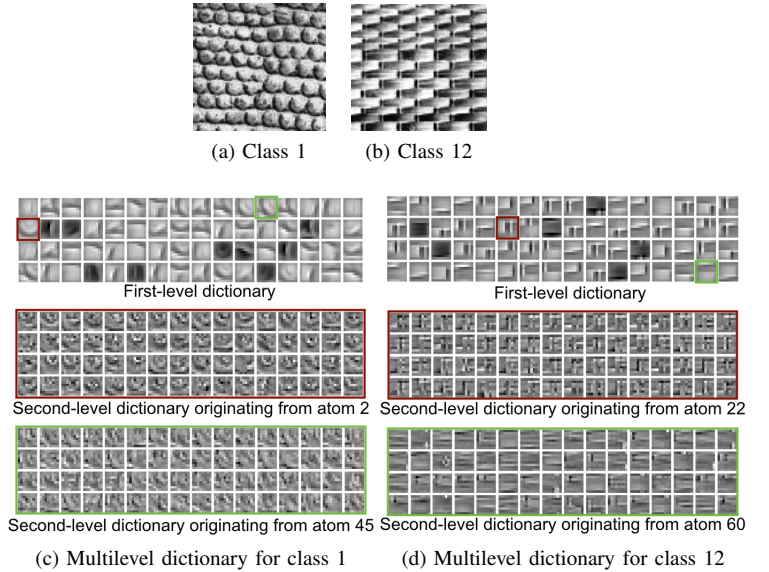 (a) Class 1
(b) Class 12
First-level dictionary
Second-level dictionary originating from atom 2
Second-level dictionary originating from atom 45
(c) Multilevel dictionary for class 1
First-level dictionary
Second-level dictionary originating from atom 22
Second-level dictionary originating from atom 60
(d) Multilevel dictionary for class 12